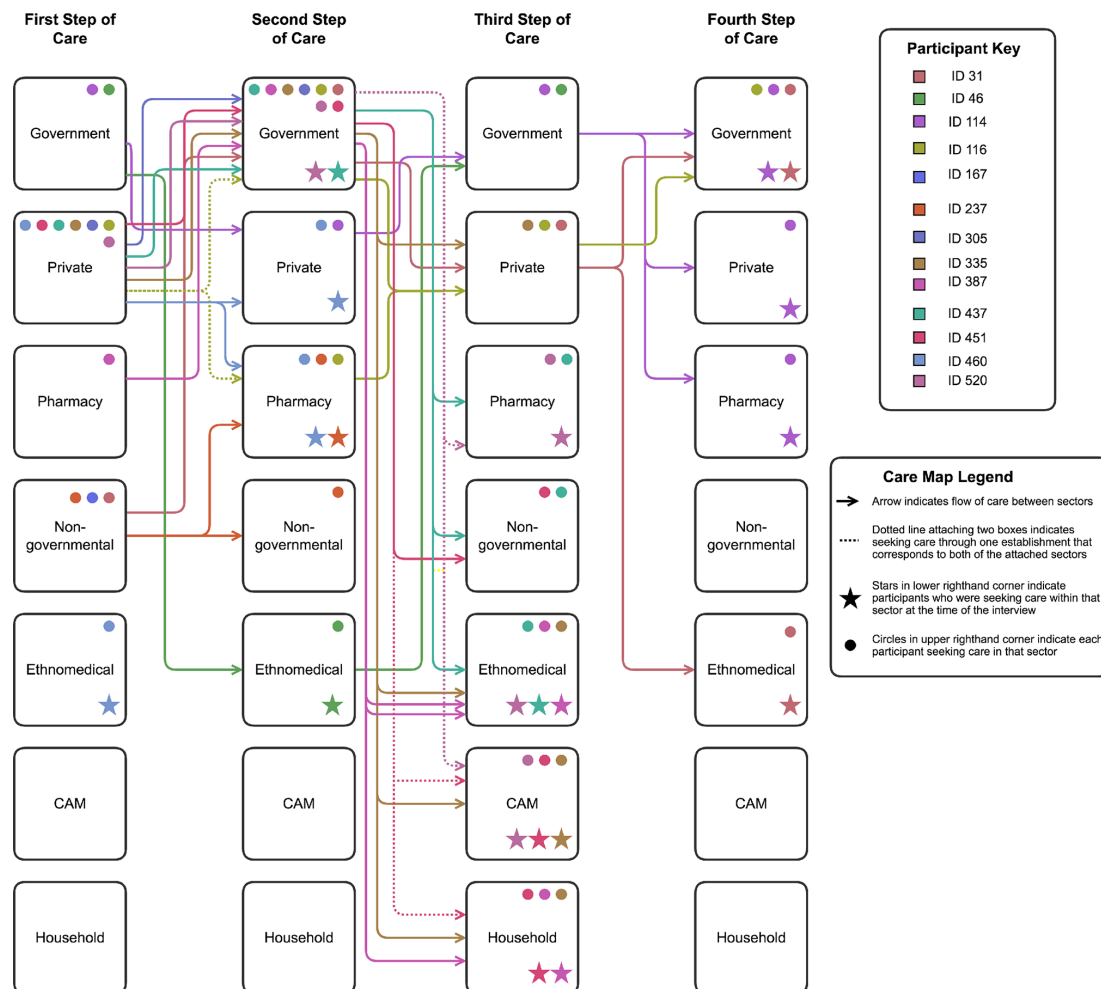 First Step of
Care
Second Step
of Care
Third Step of
Care
Fourth Step
of Care
Government
Government
Government
Government
Private
Private
Private
Private
Pharmacy
Pharmacy
Pharmacy
Pharmacy
Non-
governmental
Non-
governmental
Non-
governmental
Non-
governmental
Ethnomedical
Ethnomedical
Ethnomedical
Ethnomedical
CAM
CAM
CAM
CAM
Household
Household
Household
Household
Participant Key
ID 31
ID 46
ID 114
ID 116
ID 167
ID 237
ID 305
ID 335
ID 387
ID 437
ID 451
ID 460
ID 520
Care Map Legend
Arrow indicates flow of care between sectors
Dotted line attaching two boxes indicates
seeking care through one establishment that
corresponds to both of the attached sectors
Stars in lower righthand corner indicate
participants who were seeking care within that
sector at the time of the interview
Circles in upper righthand corner indicate each
participant seeking care in that sector